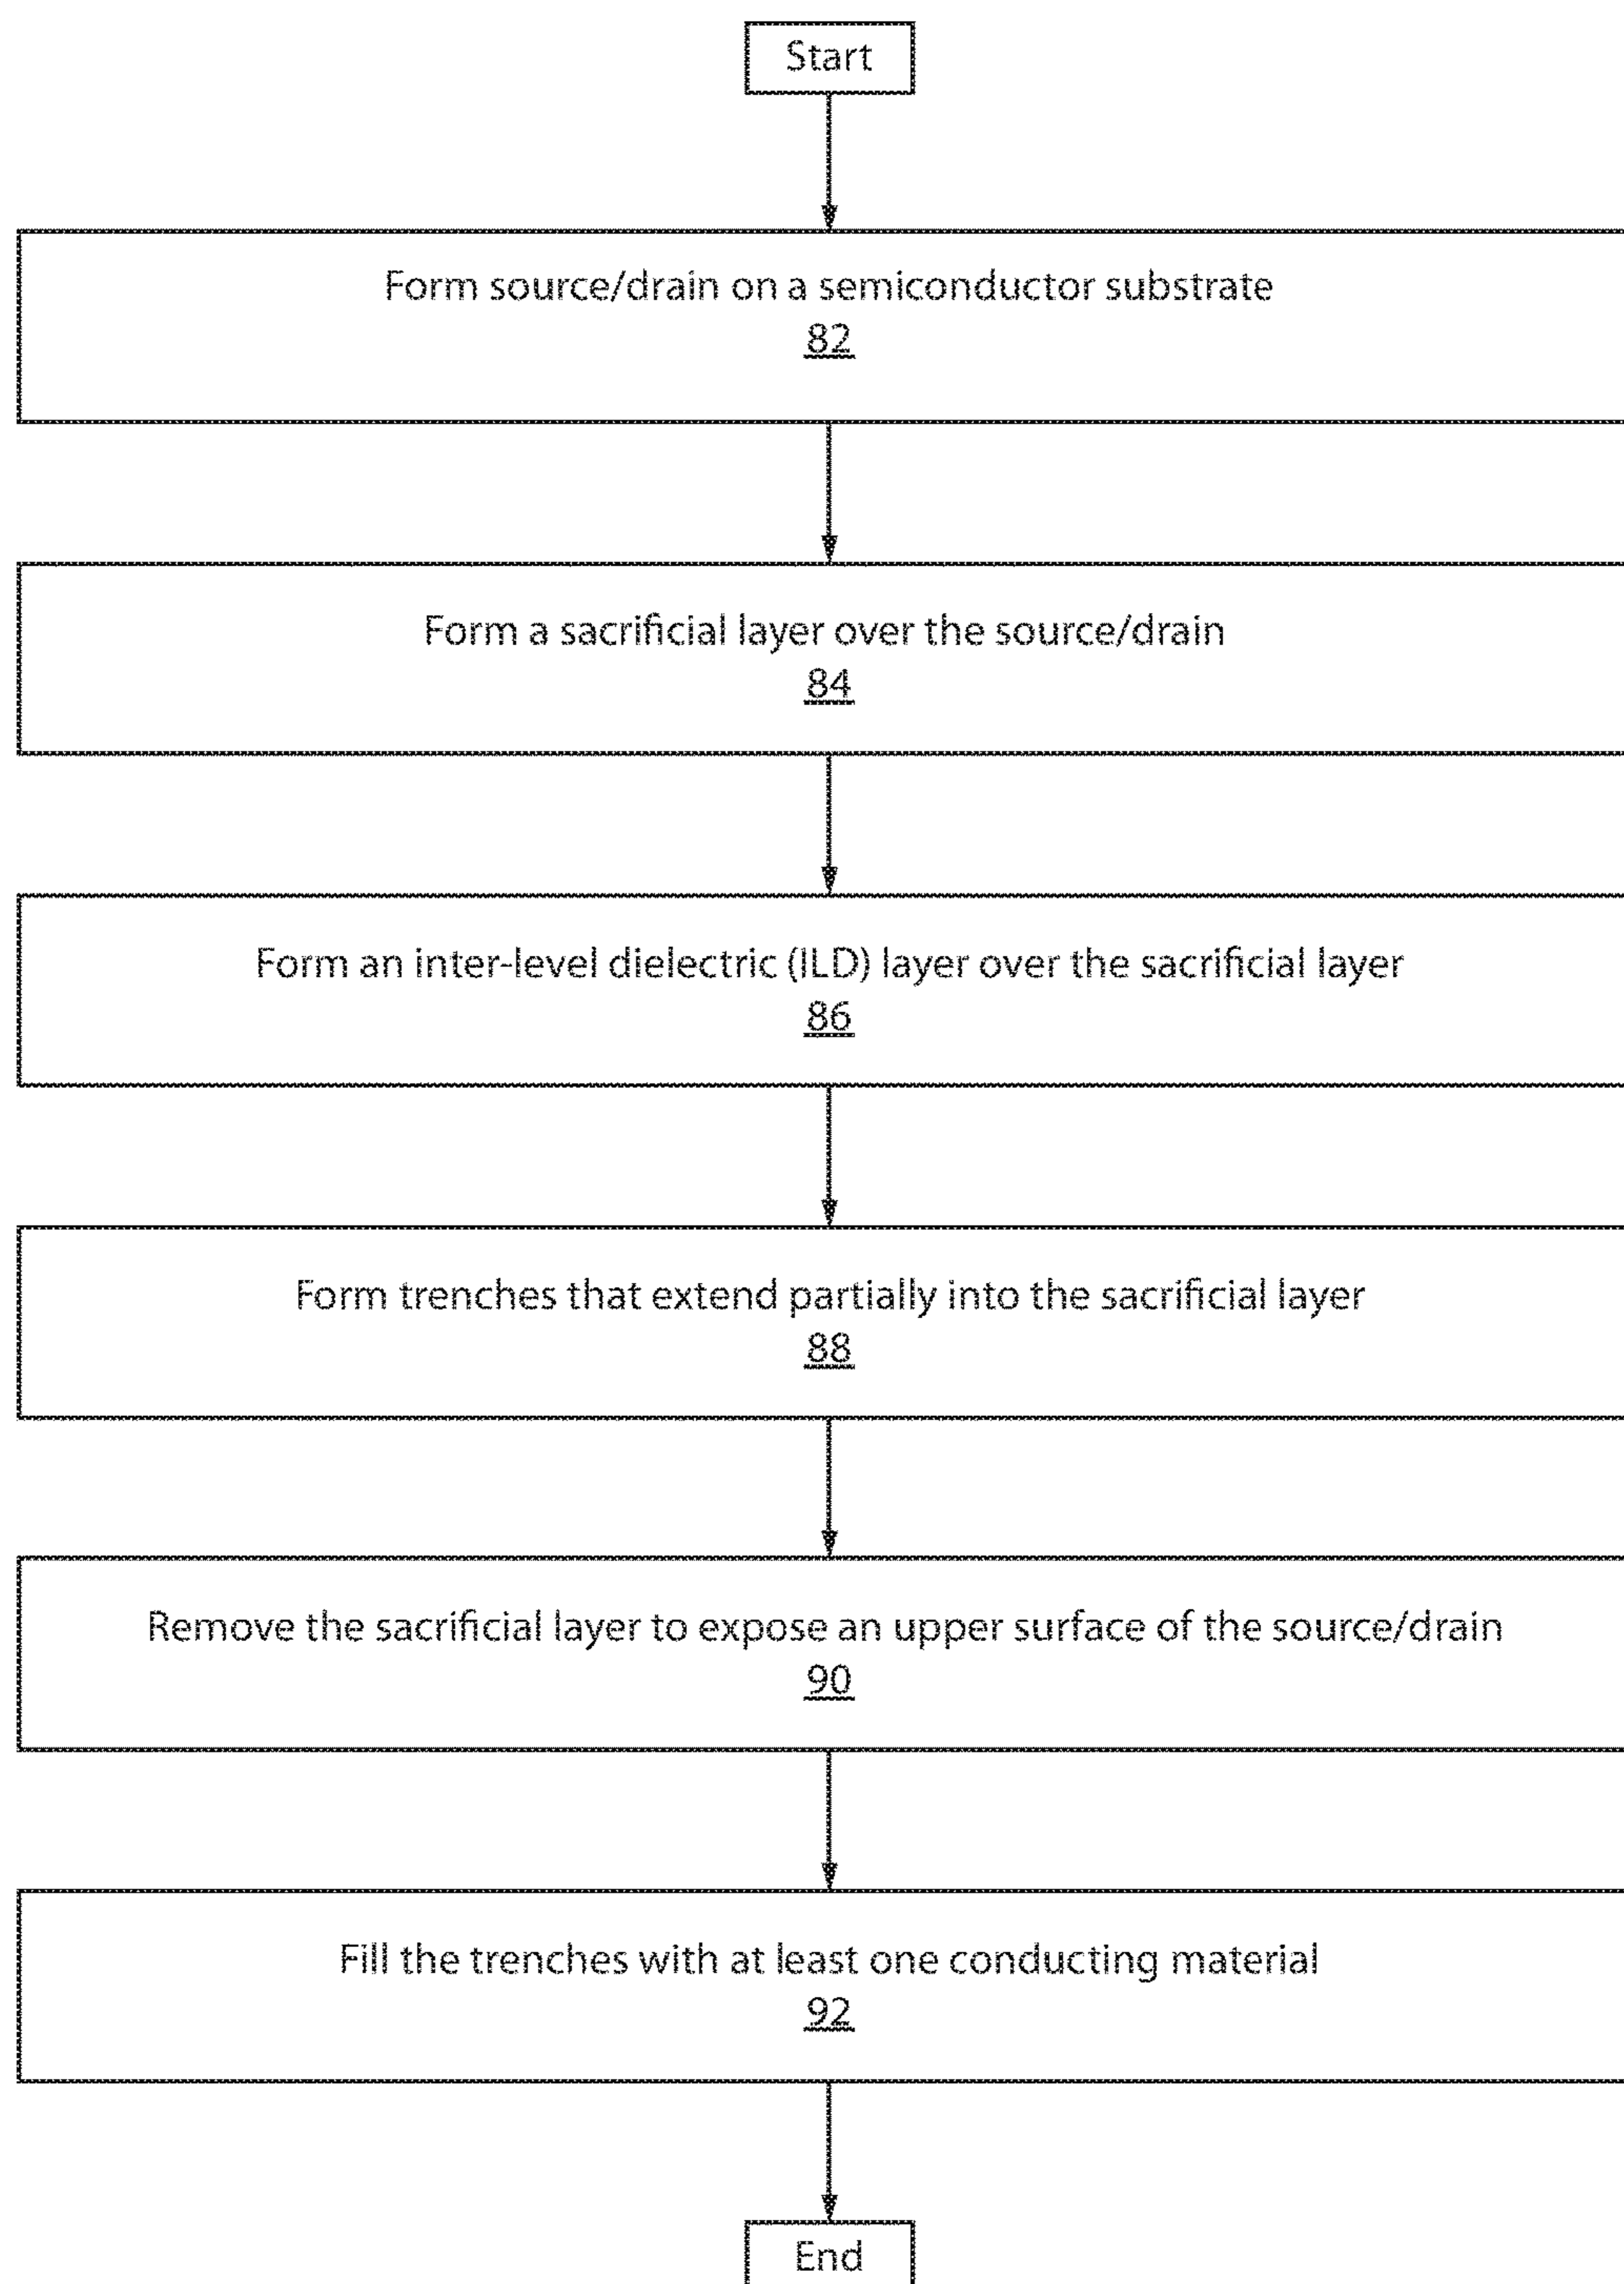 Start
Form source/drain on a semiconductor substrate
82
Form a sacrificial layer over the source/drain
84
Form an inter-level dielectric (ILD) layer over the sacrificial layer
86
Form trenches that extend partially into the sacrificial layer
88
Remove the sacrificial layer to expose an upper surface of the source/drain
90
Fill the trenches with at least one conducting material
92
End